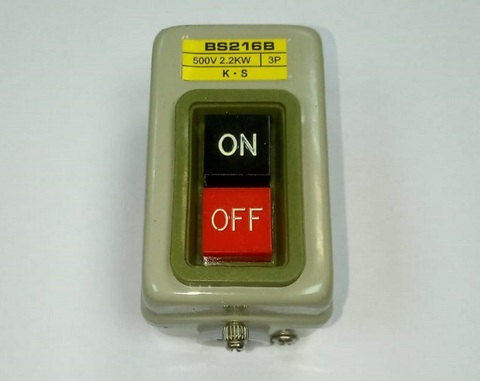 BS216B
500V 2.2KW 3P
K·S
ON
OFF